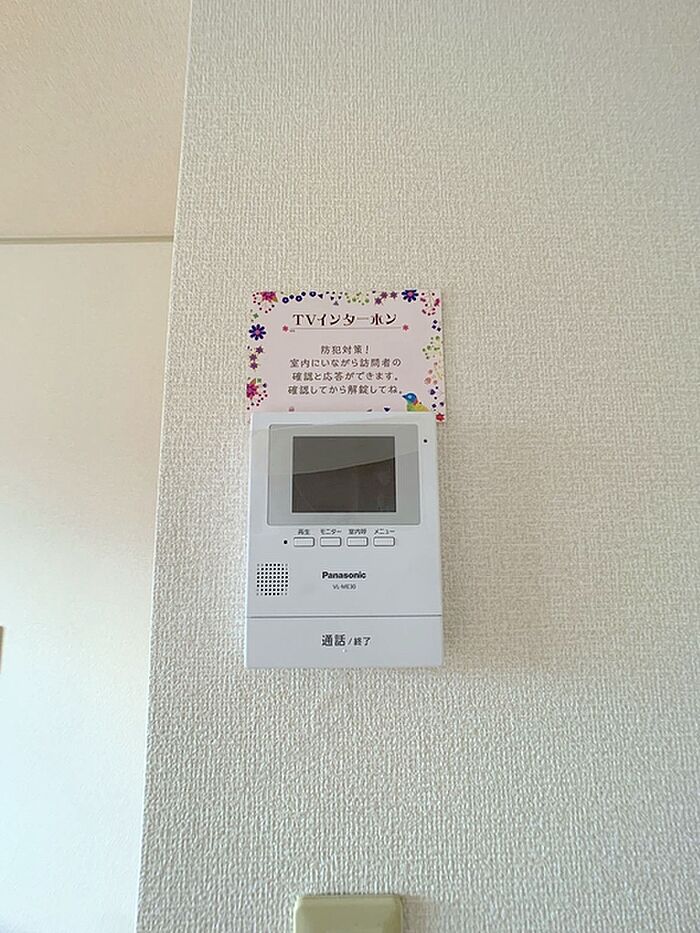 TVインターホン
防犯対策！
室内にいながら訪問者の
確認と応答ができます。
確認してから解錠してね。
再生 モニター 室内呼 メニュー
Panasonic
VL-ME30
通話／終了